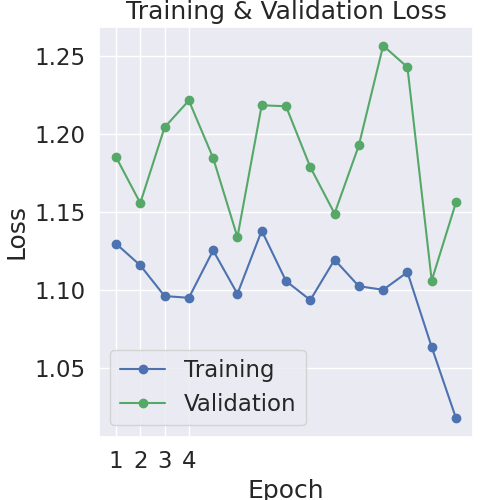 Training & Validation Loss
1.25
1.20
1.15
1.10
1.05
Loss
Training
Validation
1 2 3 4
Epoch